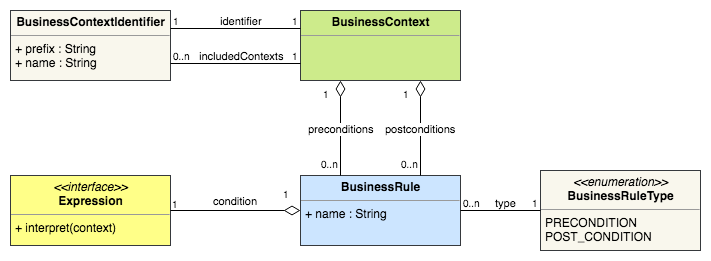 BusinessContextIdentifier
+ prefix : String
+ name : String
1 identifier 1
0..n includedContexts 1
BusinessContext
1 1
preconditions postconditions
0..n 0..n
<<interface>>
Expression
+ interpret(context)
1 condition 1
BusinessRule
+ name : String
0..n type 1
<<enumeration>>
BusinessRuleType
PRECONDITION
POST_CONDITION